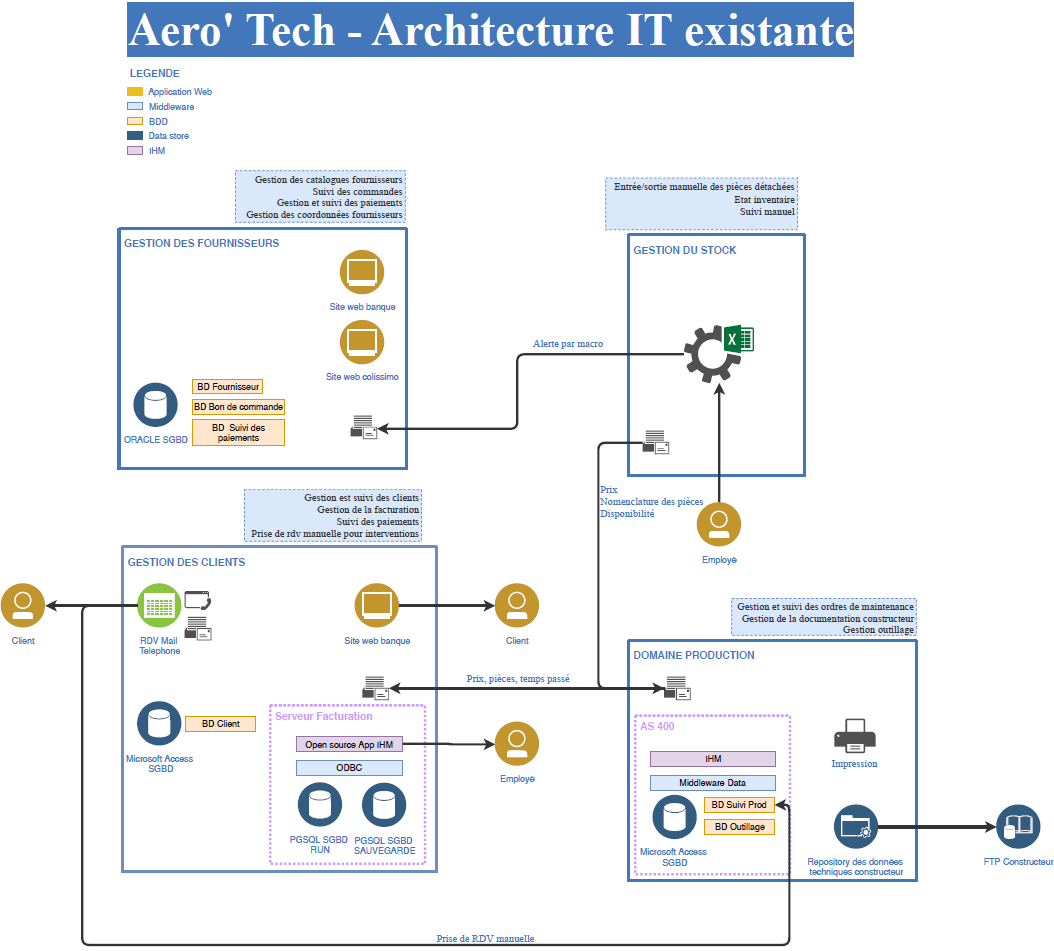 Aero' Tech - Architecture IT existante
LEGENDE
Application Web
Middleware
BDD
Data store
iHM
Gestion des catalogues fournisseurs
Suivi des commandes
Gestion et suivi des paiements
Gestion des coordonnées fournisseurs
GESTION DES FOURNISSEURS
Site web banque
Site web colissimo
BD Fournisseur
BD Bon de commande
BD Suivi des
paiements
ORACLE SGBD
Entrée/sortie manuelle des pièces détachées
Etat inventaire
Suivi manuel
GESTION DU STOCK
X
Alerte par macro
Prix
Nomenclature des pièces
Disponibilité
Employé
Gestion est suivi des clients
Gestion de la facturation
Suivi des paiements
Prise de rdv manuelle pour interventions
GESTION DES CLIENTS
Client
RDV Mail
Telephone
Site web banque
Client
Prix, pièces, temps passé
Microsoft Access
SGBD
BD Client
Serveur Facturation
Open source App iHM
ODBC
PGSQL SGBD
RUN
PGSQL SGBD
SAUVEGARDE
Employé
Gestion et suivi des ordres de maintenance
Gestion de la documentation constructeur
Gestion outillage
DOMAINE PRODUCTION
AS 400
iHM
Middleware Data
BD Suivi Prod
BD Outillage
Microsoft Access
SGBD
Impression
Repository des données
techniques constructeur
FTP Constructeur
Prise de RDV manuelle